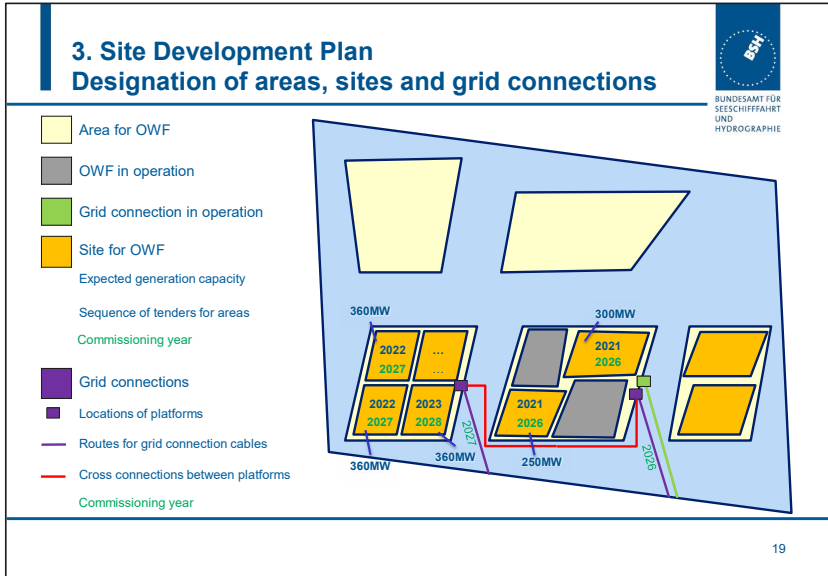 3. Site Development Plan
Designation of areas, sites and grid connections
BSH
BUNDESAMT FÜR
SEESCHIFFFAHRT
UND
HYDROGRAPHIE
Area for OWF
OWF in operation
Grid connection in operation
Site for OWF
Expected generation capacity
Sequence of tenders for areas
Commissioning year
Grid connections
Locations of platforms
Routes for grid connection cables
Cross connections between platforms
Commissioning year
360MW
300MW
2022
2027
...
...
2021
2026
2022
2027
2023
2028
2021
2026
2027
2026
360MW
360MW
250MW
19